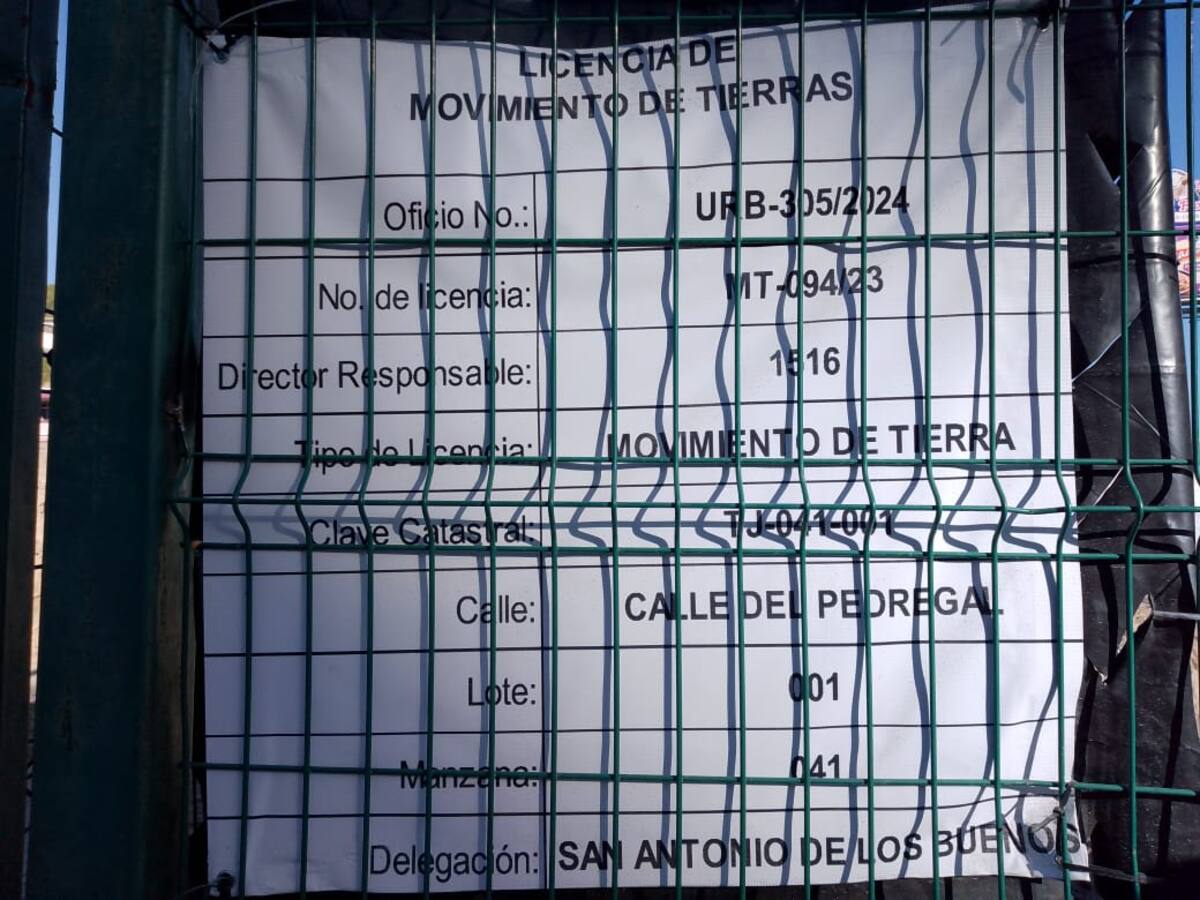 LICENCIA DE
MOVIMIENTO DE TIERRAS
Oficio No.: URB-305/2024
No. de licencia: MT-094/23
Director Responsable: 1516
Tipo de Licencia: MOVIMIENTO DE TIERRA
Clave Catastral: TJ-041-001
Calle: CALLE DEL PEDREGAL
Lote: 001
Manzana: 041
Delegación: SAN ANTONIO DE LOS BUENOS